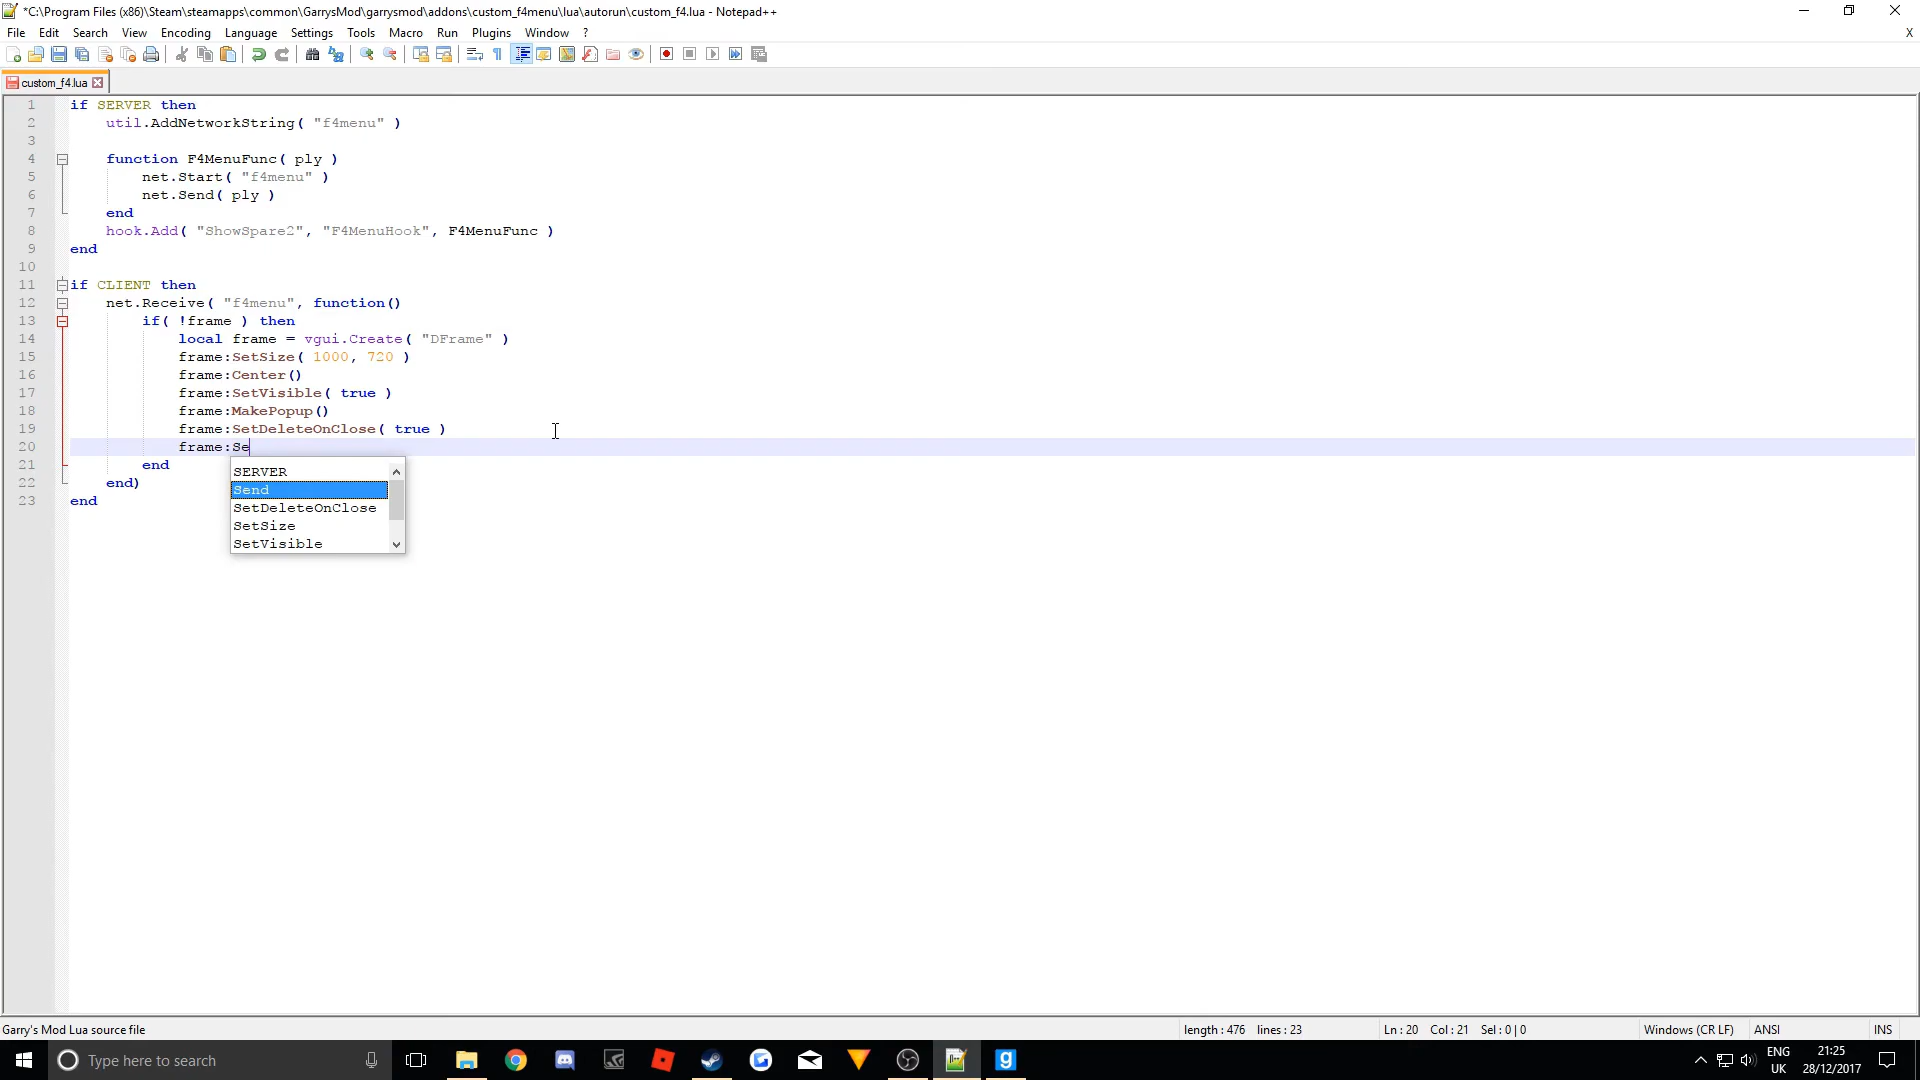 *C:\Program Files (x86)\Steam\steamapps\common\GarrysMod\garrysmod\addons\custom_f4menu\lua\autorun\custom_f4.lua - Notepad++
File Edit Search View Encoding Language Settings Tools Macro Run Plugins Window ? X
custom_f4.lua
1 if SERVER then
2 util.AddNetworkString( "f4menu" )
3
4 function F4MenuFunc( ply )
5 net.Start( "f4menu" )
6 net.Send( ply )
7 end
8 hook.Add( "ShowSpare2", "F4MenuHook", F4MenuFunc )
9 end
10
11 if CLIENT then
12 net.Receive( "f4menu", function()
13 if( !frame ) then
14 local frame = vgui.Create( "DFrame" )
15 frame:SetSize( 1000, 720 )
16 frame:Center()
17 frame:SetVisible( true )
18 frame:MakePopup()
19 frame:SetDeleteOnClose( true )
20 frame:Se
21 end
22 end)
23 end
SERVER
Send
SetDeleteOnClose
SetSize
SetVisible
Garry's Mod Lua source file length : 476 lines : 23 Ln : 20 Col : 21 Sel : 0 | 0 Windows (CR LF) ANSI INS
Type here to search
ENG
UK
21:25
28/12/2017